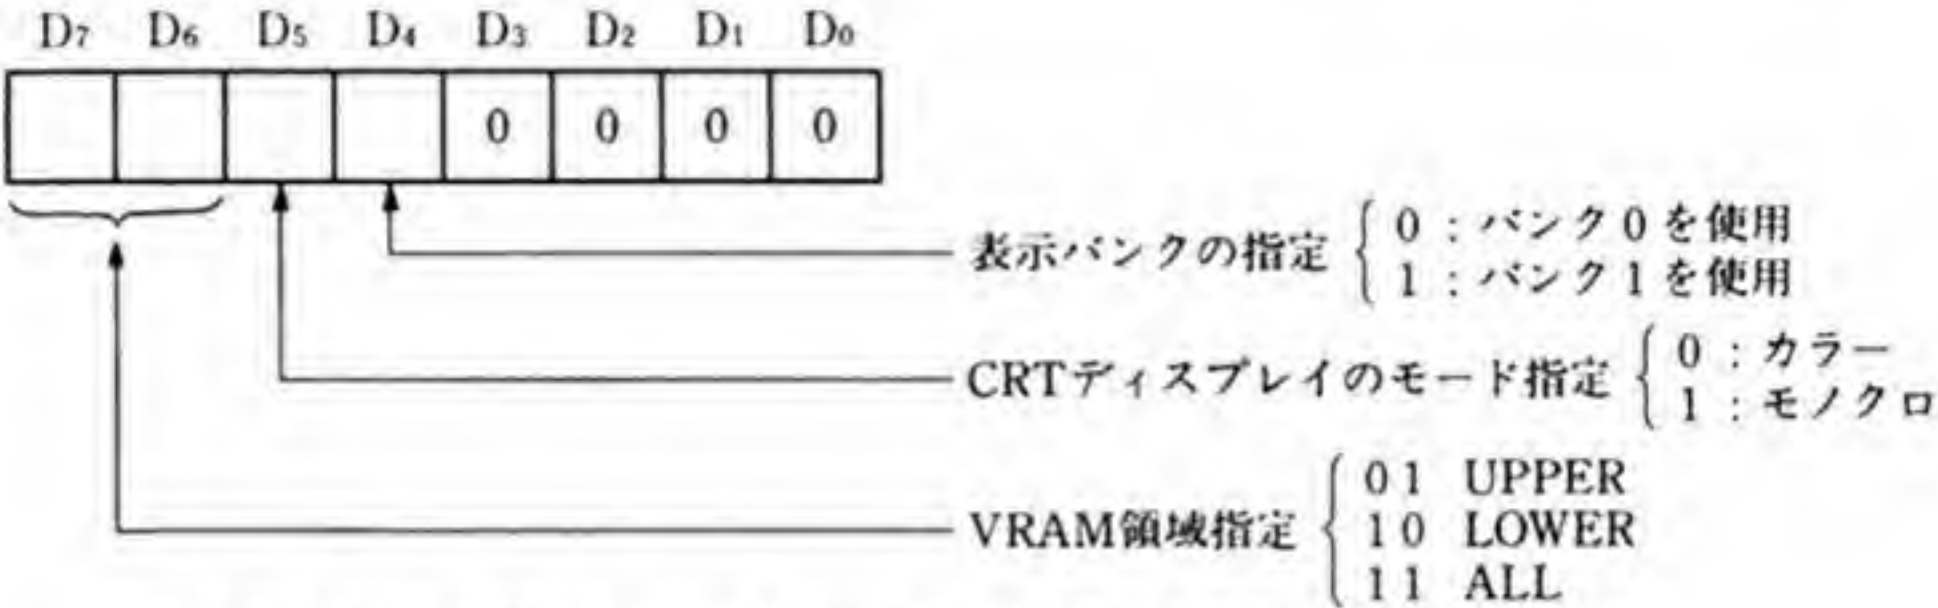 D₇ D₆ D₅ D₄ D₃ D₂ D₁ D₀
0 0 0 0
表示バンクの指定 { 0 : バンク0を使用
1 : バンク1を使用
CRTディスプレイのモード指定 { 0 : カラー
1 : モノクロ
VRAM領域指定 { 01 UPPER
10 LOWER
11 ALL